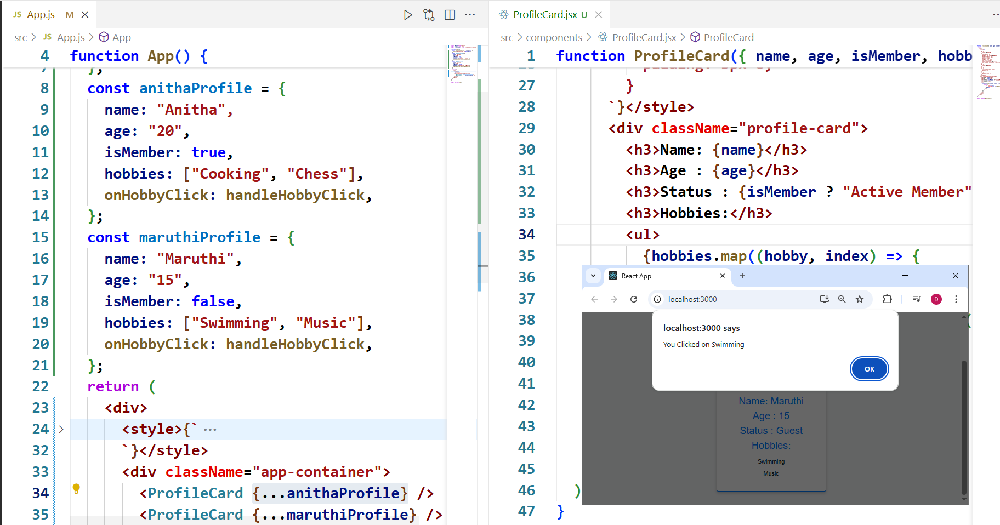 JS App.js M
src > JS App.js > App
4 function App() {
7 };
8 const anithaProfile = {
9 name: "Anitha",
10 age: "20",
11 isMember: true,
12 hobbies: ["Cooking", "Chess"],
13 onHobbyClick: handleHobbyClick,
14 };
15 const maruthiProfile = {
16 name: "Maruthi",
17 age: "15",
18 isMember: false,
19 hobbies: ["Swimming", "Music"],
20 onHobbyClick: handleHobbyClick,
21 };
22 return (
23 <div>
24 <style>{` ...
32 `}</style>
33 <div className="app-container">
34 <ProfileCard {...anithaProfile} />
35 <ProfileCard {...maruthiProfile} />
ProfileCard.jsx U
src > components > ProfileCard.jsx > ProfileCard
1 function ProfileCard({ name, age, isMember, hobb
27 }
28 `}</style>
29 <div className="profile-card">
30 <h3>Name: {name}</h3>
31 <h3>Age : {age}</h3>
32 <h3>Status : {isMember ? "Active Member"
33 <h3>Hobbies:</h3>
34 <ul>
35 {hobbies.map((hobby, index) => {
36
37
38 (
39
40
41
42
43
44
45
46 )
47 }
React App
localhost:3000
D
localhost:3000 says
You Clicked on Swimming
OK
Name: Maruthi
Age : 15
Status : Guest
Hobbies:
Swimming
Music